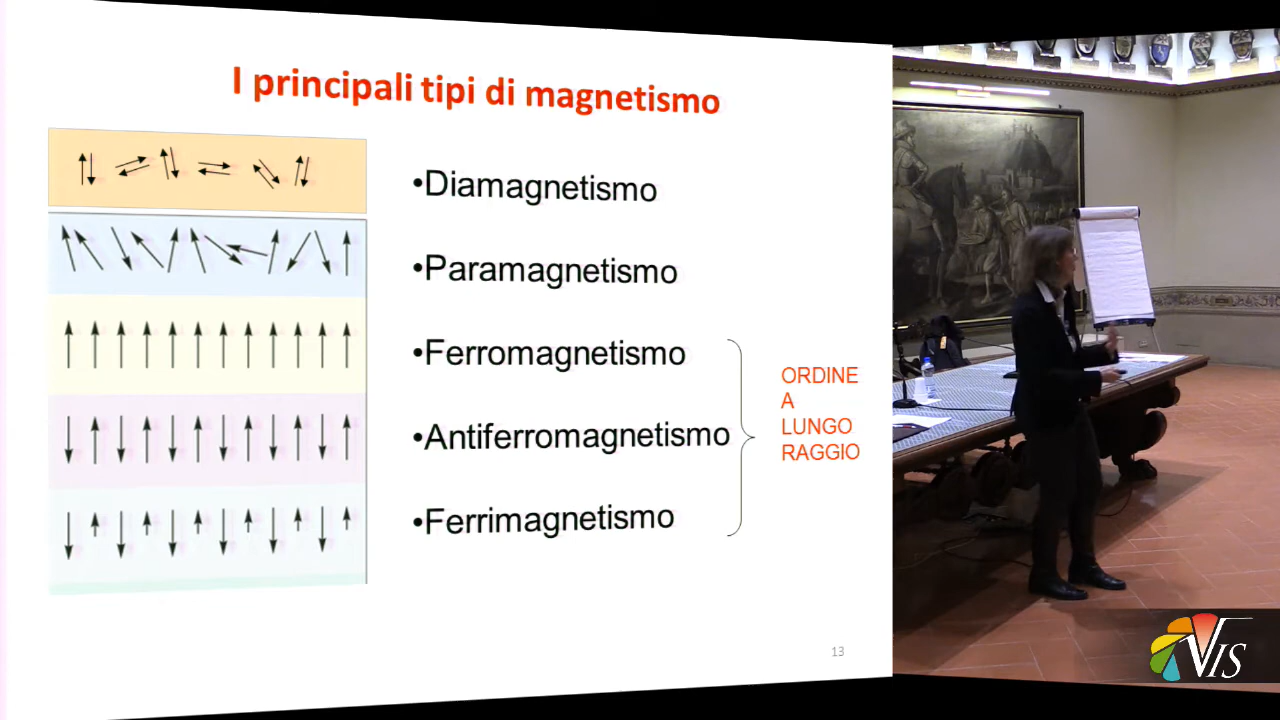 I principali tipi di magnetismo
•Diamagnetismo
•Paramagnetismo
•Ferromagnetismo
•Antiferromagnetismo
•Ferrimagnetismo
ORDINE
A
LUNGO
RAGGIO
13
VIS